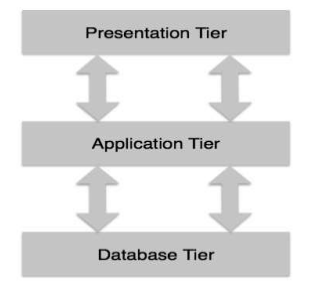 Presentation Tier
Application Tier
Database Tier